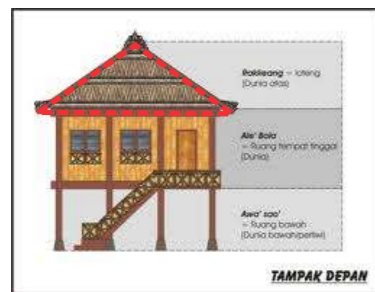 Rakkeang – loteng
(Dunia atas)
Ale' Bola
– Ruang tempat tinggal
(Dunia)
Awa' sao'
– Ruang bawah
(Dunia bawah/pertiwi)
TAMPAK DEPAN